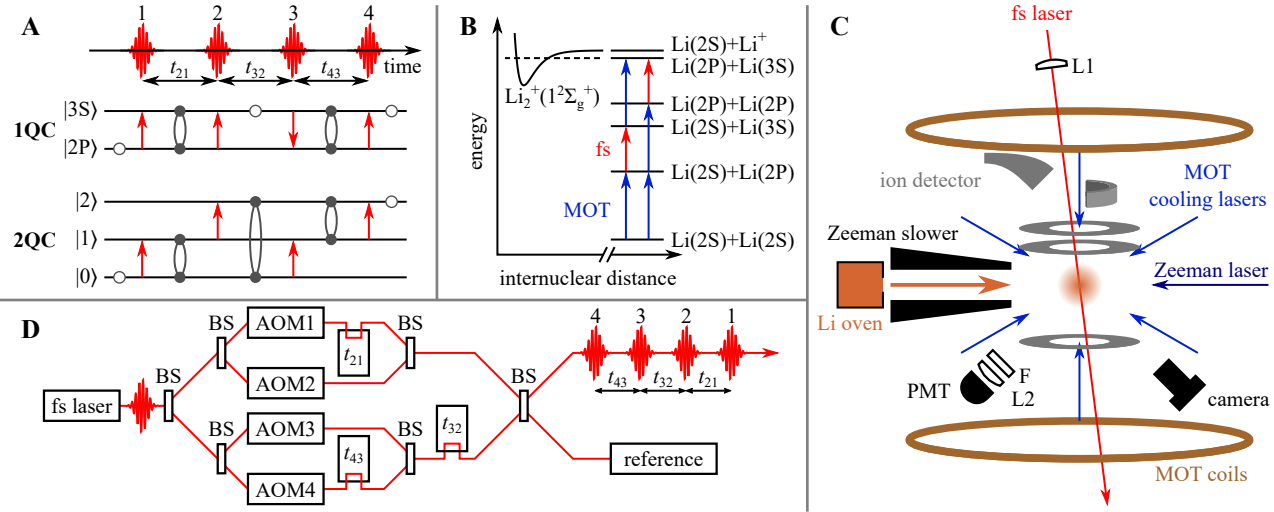 A
1 2 3 4
time
t21 t32 t43
|3S⟩
1QC
|2P⟩
|2⟩
2QC |1⟩
|0⟩
B
energy
Li(2S)+Li+
Li(2P)+Li(3S)
Li2+(1²Σg+)
Li(2P)+Li(2P)
Li(2S)+Li(3S)
fs
Li(2S)+Li(2P)
MOT
Li(2S)+Li(2S)
internuclear distance
C
fs laser
L1
ion detector
MOT
cooling lasers
Zeeman slower
Zeeman laser
Li oven
PMT
F
L2
camera
MOT coils
D
fs laser
BS
BS
AOM1
t21
BS
AOM2
BS
AOM3
t43
BS
AOM4
t32
BS
4 3 2 1
t43 t32 t21
reference